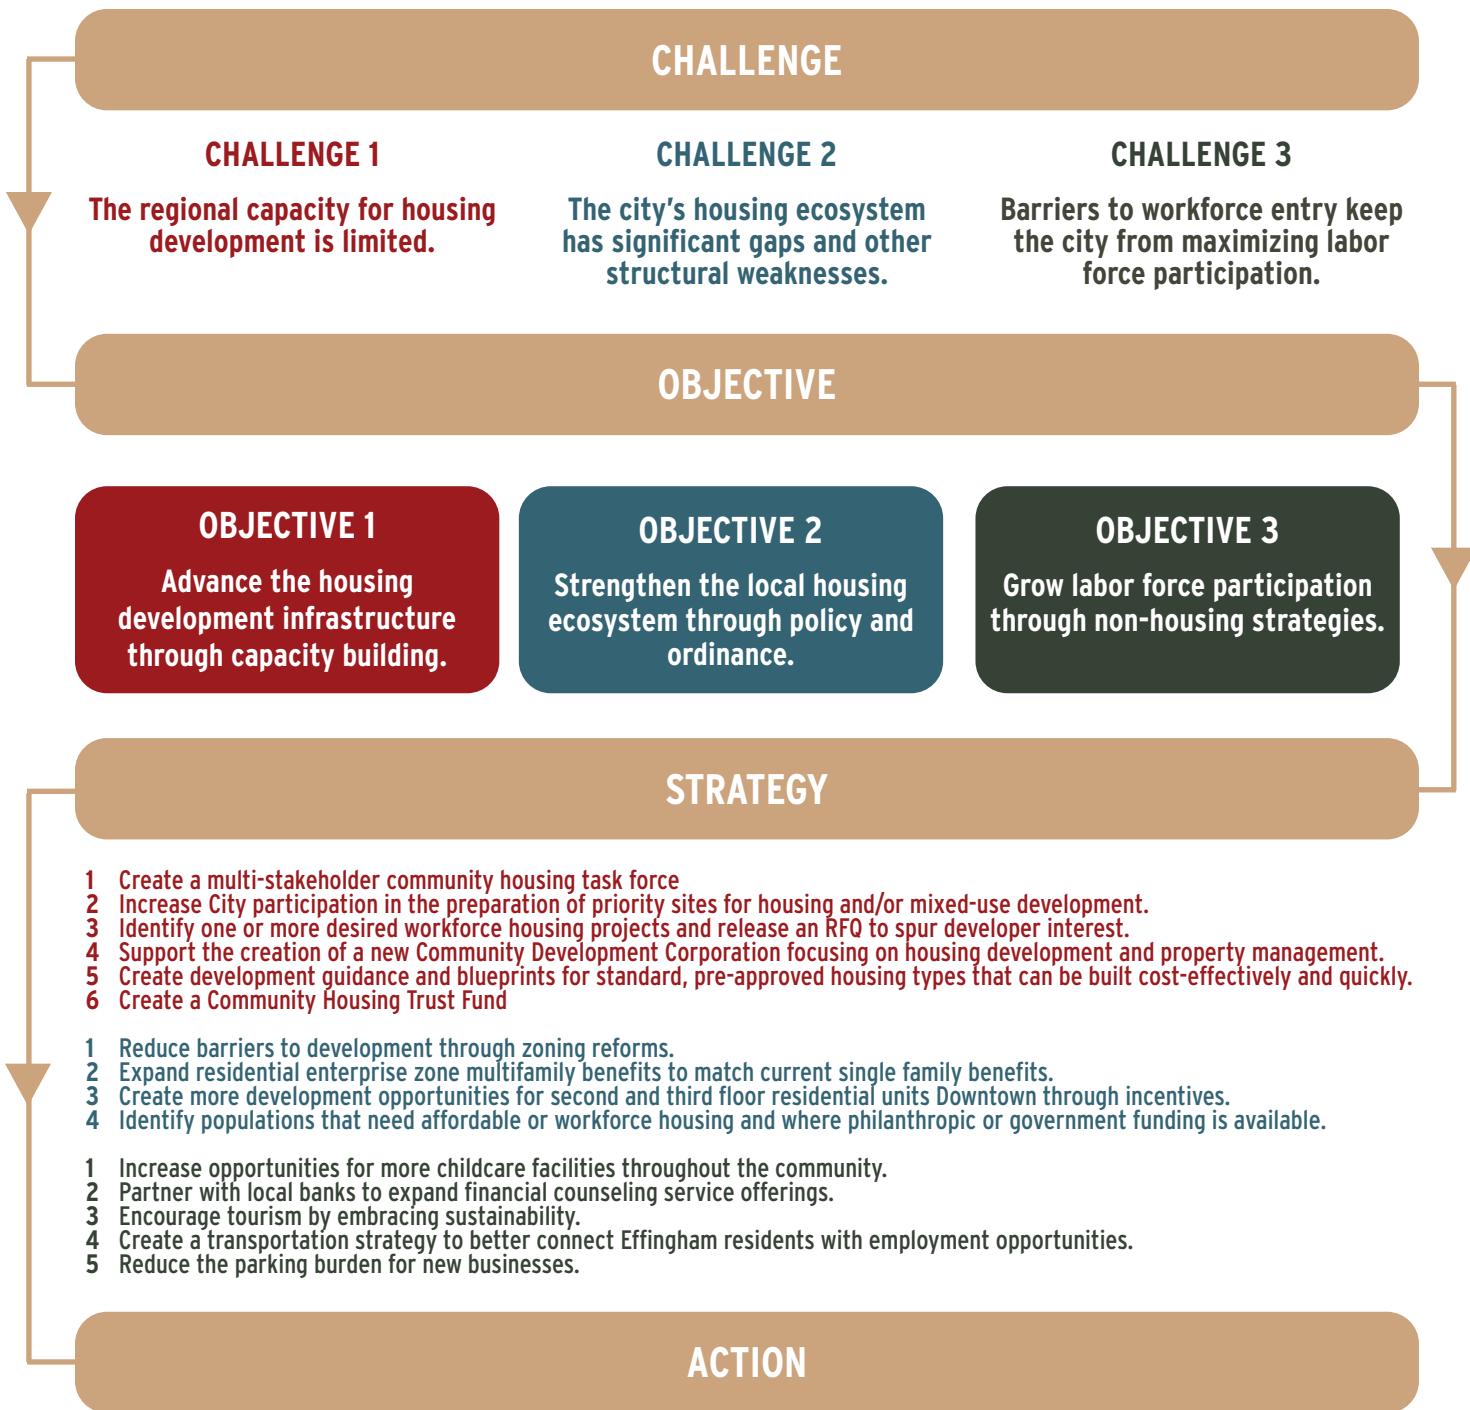 CHALLENGE
CHALLENGE 1
The regional capacity for housing
development is limited.
CHALLENGE 2
The city's housing ecosystem
has significant gaps and other
structural weaknesses.
CHALLENGE 3
Barriers to workforce entry keep
the city from maximizing labor
force participation.
OBJECTIVE
OBJECTIVE 1
Advance the housing
development infrastructure
through capacity building.
OBJECTIVE 2
Strengthen the local housing
ecosystem through policy and
ordinance.
OBJECTIVE 3
Grow labor force participation
through non-housing strategies.
STRATEGY
1 Create a multi-stakeholder community housing task force
2 Increase City participation in the preparation of priority sites for housing and/or mixed-use development.
3 Identify one or more desired workforce housing projects and release an RFQ to spur developer interest.
4 Support the creation of a new Community Development Corporation focusing on housing development and property management.
5 Create development guidance and blueprints for standard, pre-approved housing types that can be built cost-effectively and quickly.
6 Create a Community Housing Trust Fund
1 Reduce barriers to development through zoning reforms.
2 Expand residential enterprise zone multifamily benefits to match current single family benefits.
3 Create more development opportunities for second and third floor residential units Downtown through incentives.
4 Identify populations that need affordable or workforce housing and where philanthropic or government funding is available.
1 Increase opportunities for more childcare facilities throughout the community.
2 Partner with local banks to expand financial counseling service offerings.
3 Encourage tourism by embracing sustainability.
4 Create a transportation strategy to better connect Effingham residents with employment opportunities.
5 Reduce the parking burden for new businesses.
ACTION